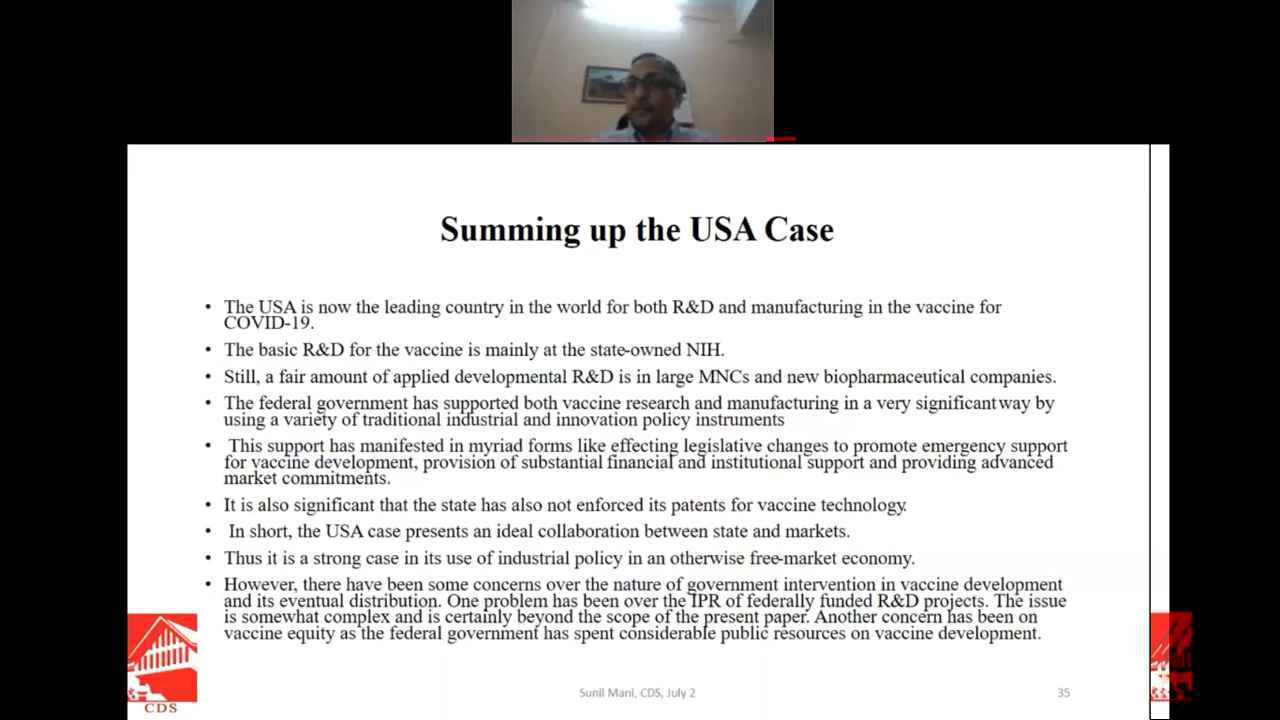 Summing up the USA Case
• The USA is now the leading country in the world for both R&D and manufacturing in the vaccine for
COVID-19.
• The basic R&D for the vaccine is mainly at the state-owned NIH.
• Still, a fair amount of applied developmental R&D is in large MNCs and new biopharmaceutical companies.
• The federal government has supported both vaccine research and manufacturing in a very significant way by
using a variety of traditional industrial and innovation policy instruments
• This support has manifested in myriad forms like effecting legislative changes to promote emergency support
for vaccine development, provision of substantial financial and institutional support and providing advanced
market commitments.
• It is also significant that the state has also not enforced its patents for vaccine technology.
• In short, the USA case presents an ideal collaboration between state and markets.
• Thus it is a strong case in its use of industrial policy in an otherwise free-market economy.
• However, there have been some concerns over the nature of government intervention in vaccine development
and its eventual distribution. One problem has been over the IPR of federally funded R&D projects. The issue
is somewhat complex and is certainly beyond the scope of the present paper. Another concern has been on
vaccine equity as the federal government has spent considerable public resources on vaccine development.
CDS
Sunil Mani, CDS, July 2
35